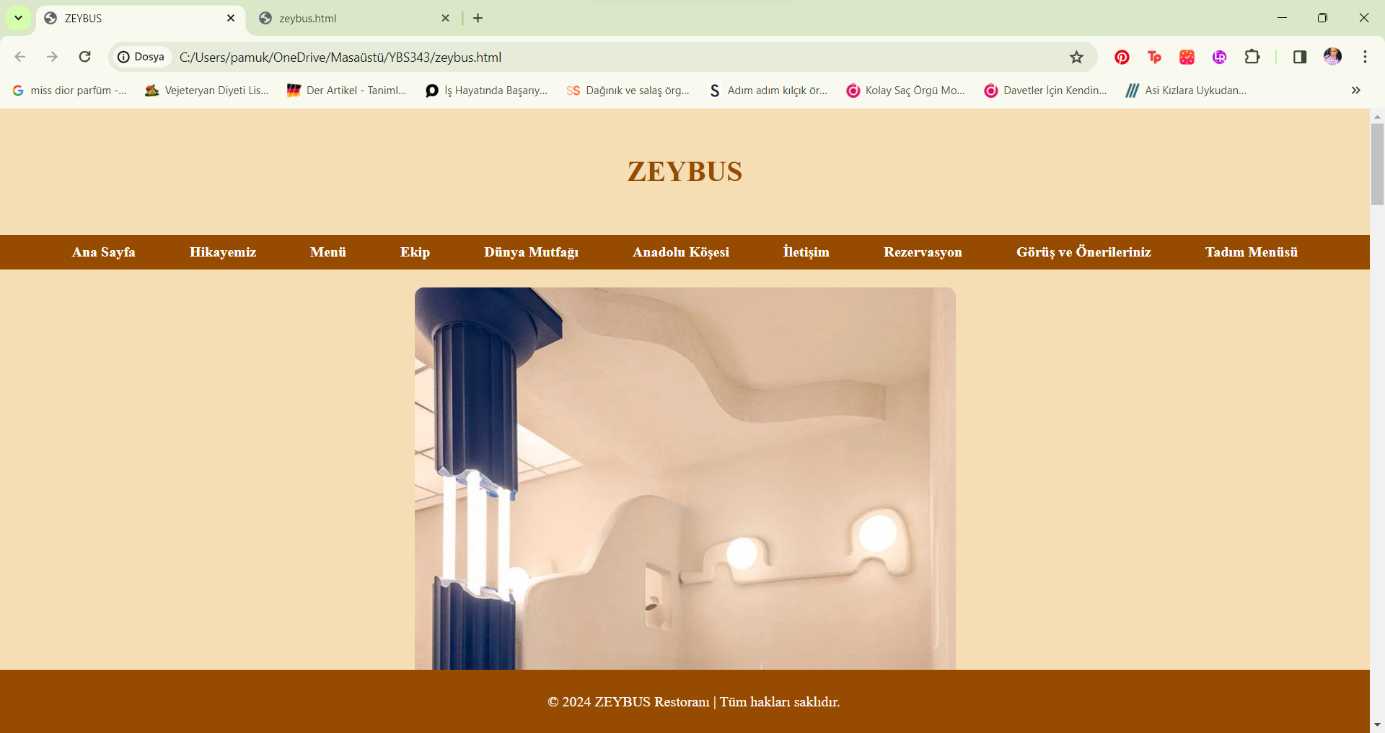 ZEYBUS
zeybus.html
Dosya C:/Users/pamuk/OneDrive/Masaüstü/YBS343/zeybus.html
miss dior parfüm -... Vejeteryan Diyeti Lis... Der Artikel - Taniml... İş Hayatında Başarıy... Dağınık ve salaş örg... Adım adım kılçık ör... Kolay Saç Örgü Mo... Davetler İçin Kendin... Asi Kızlara Uykudan...
ZEYBUS
Ana Sayfa Hikayemiz Menü Ekip Dünya Mutfağı Anadolu Köşesi İletişim Rezervasyon Görüş ve Önerileriniz Tadım Menüsü
© 2024 ZEYBUS Restoranı | Tüm hakları saklıdır.